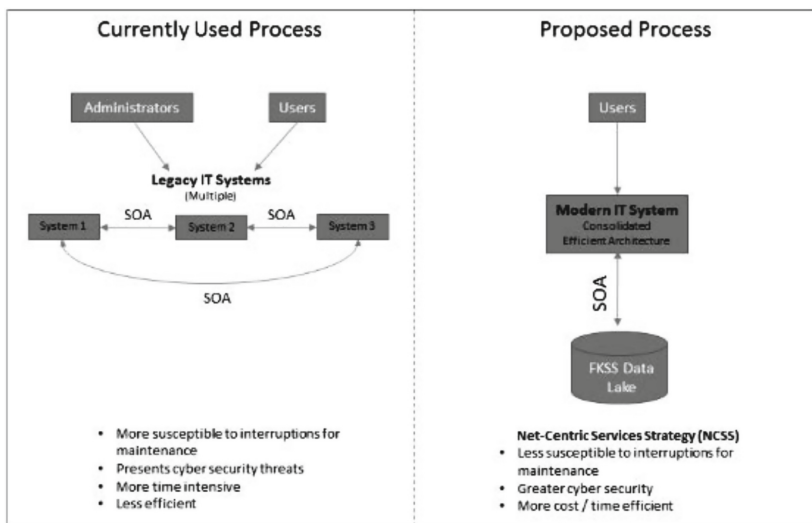 Currently Used Process
Administrators
Users
Legacy IT Systems
(Multiple)
System 1
SOA
System 2
SOA
System 3
SOA
• More susceptible to interruptions for
maintenance
• Presents cyber security threats
• More time intensive
• Less efficient
Proposed Process
Users
Modern IT System
Consolidated
Efficient Architecture
SOA
FKSS Data
Lake
Net-Centric Services Strategy (NCSS)
• Less susceptible to interruptions for
maintenance
• Greater cyber security
• More cost / time efficient